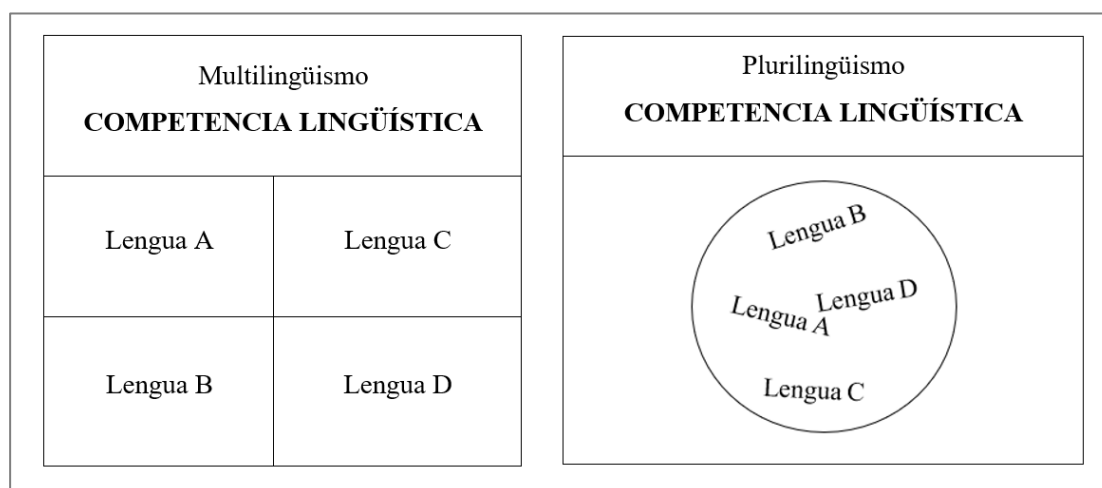 Multilingüismo
COMPETENCIA LINGÜÍSTICA
Lengua A
Lengua C
Lengua B
Lengua D
Plurilingüismo
COMPETENCIA LINGÜÍSTICA
Lengua B
Lengua D
Lengua A
Lengua C